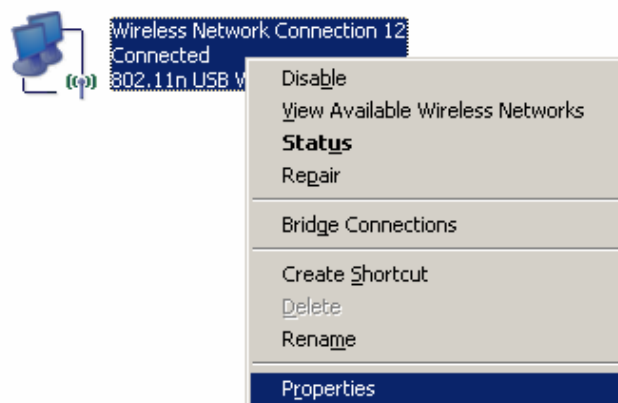 Wireless Network Connection 12
Connected
802.11n USB
Disable
View Available Wireless Networks
Status
Repair
Bridge Connections
Create Shortcut
Delete
Rename
Properties